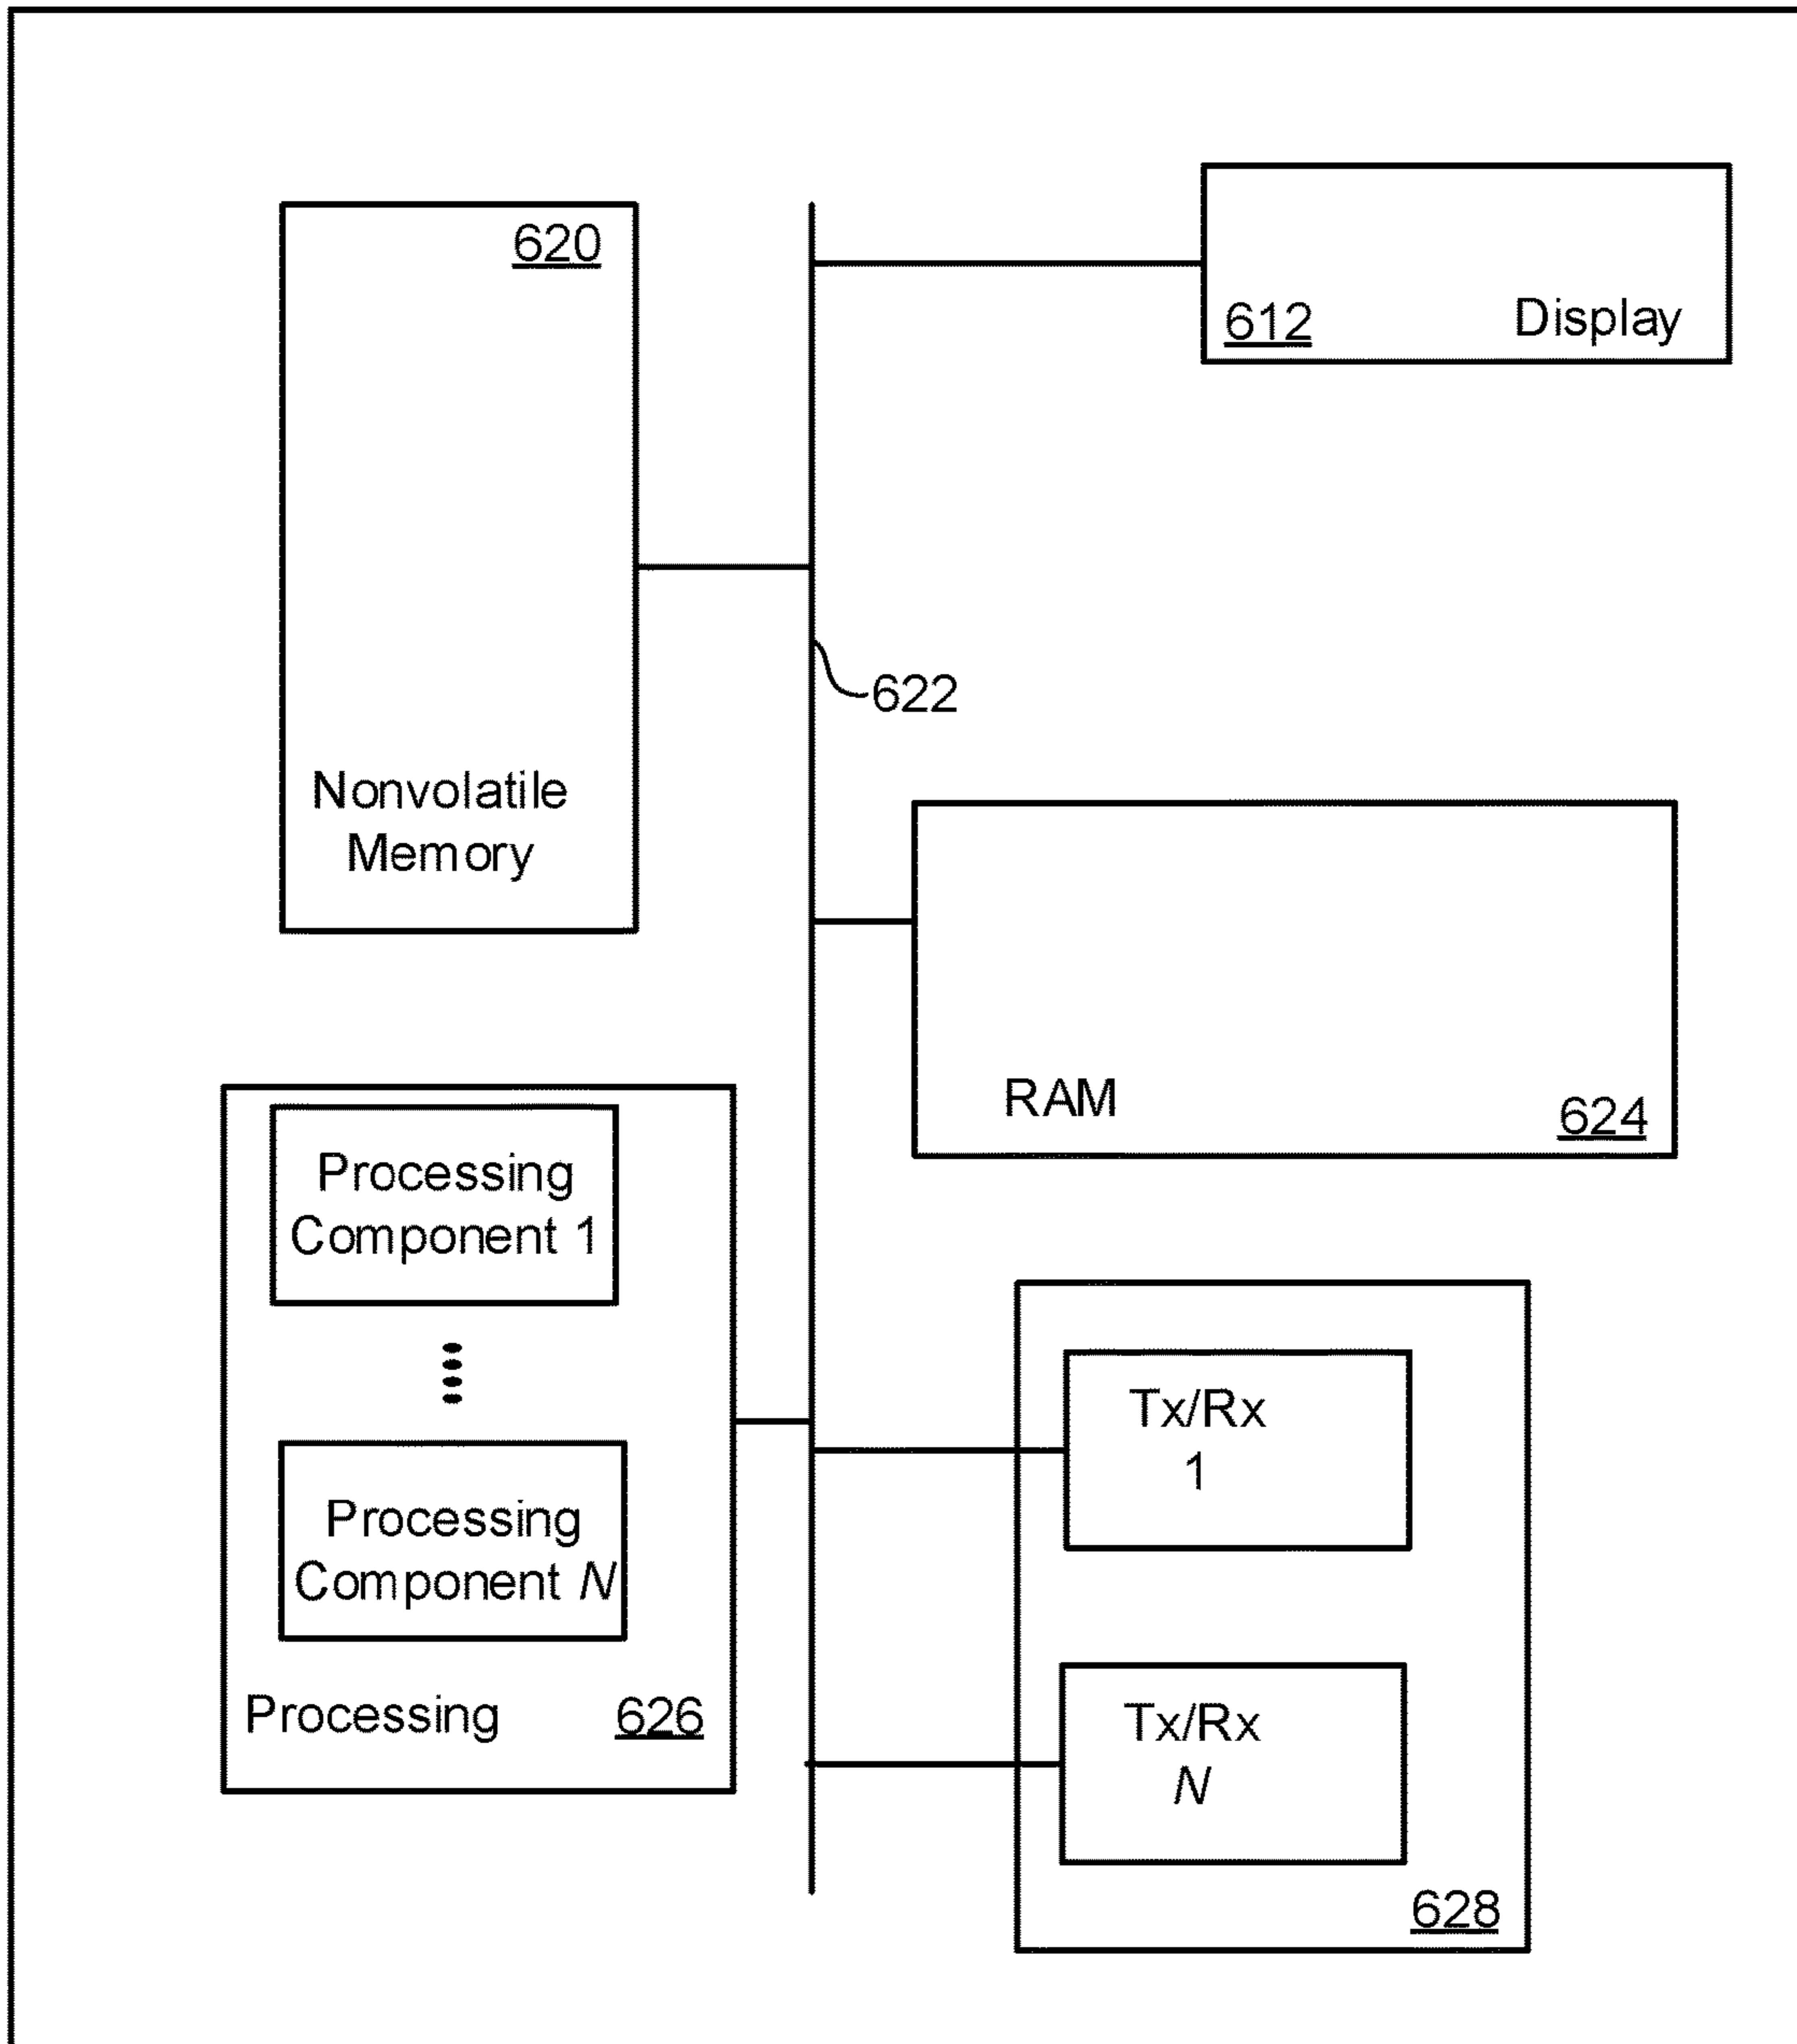 620
612
Display
622
Nonvolatile
Memory
RAM
624
Processing
Component 1
Processing
Component N
Processing
626
Tx/Rx
1
Tx/Rx
N
628